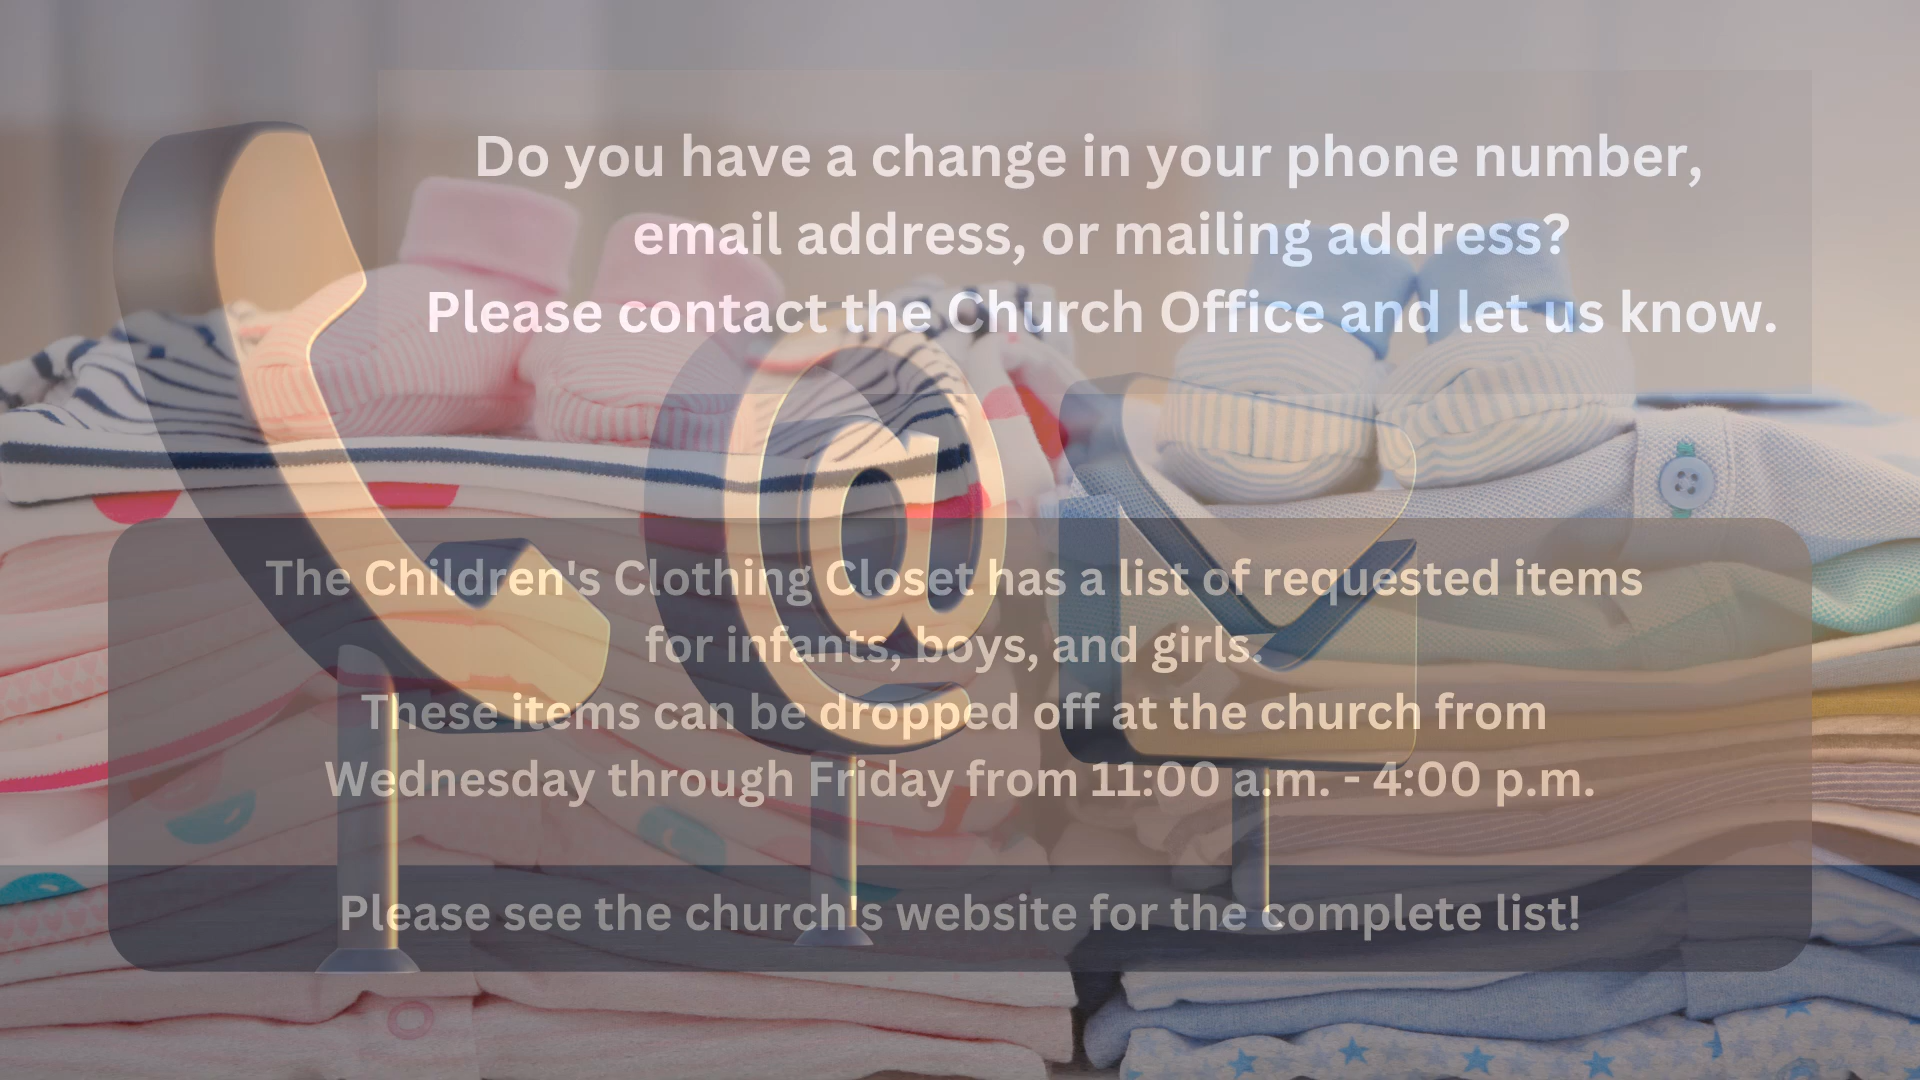 Do you have a change in your phone number,
email address, or mailing address?
Please contact the Church Office and let us know.
The Children's Clothing Closet has a list of requested items
for infants, boys, and girls.
These items can be dropped off at the church from
Wednesday through Friday from 11:00 a.m. - 4:00 p.m.
Please see the church's website for the complete list!